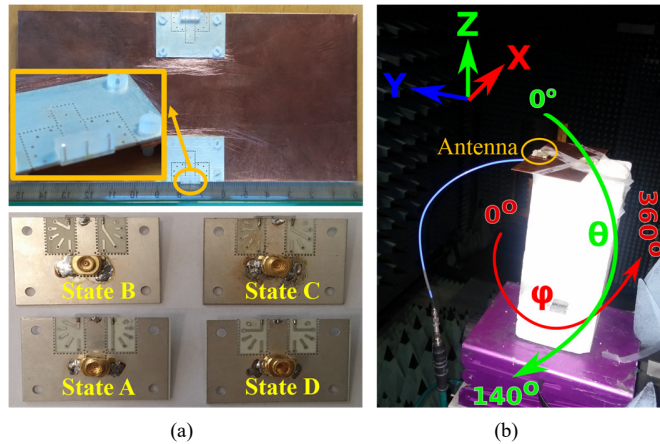 State B
State C
State A
State D
(a)
Z
X
Y
0°
Antenna
0°
θ
360°
φ
140°
(b)